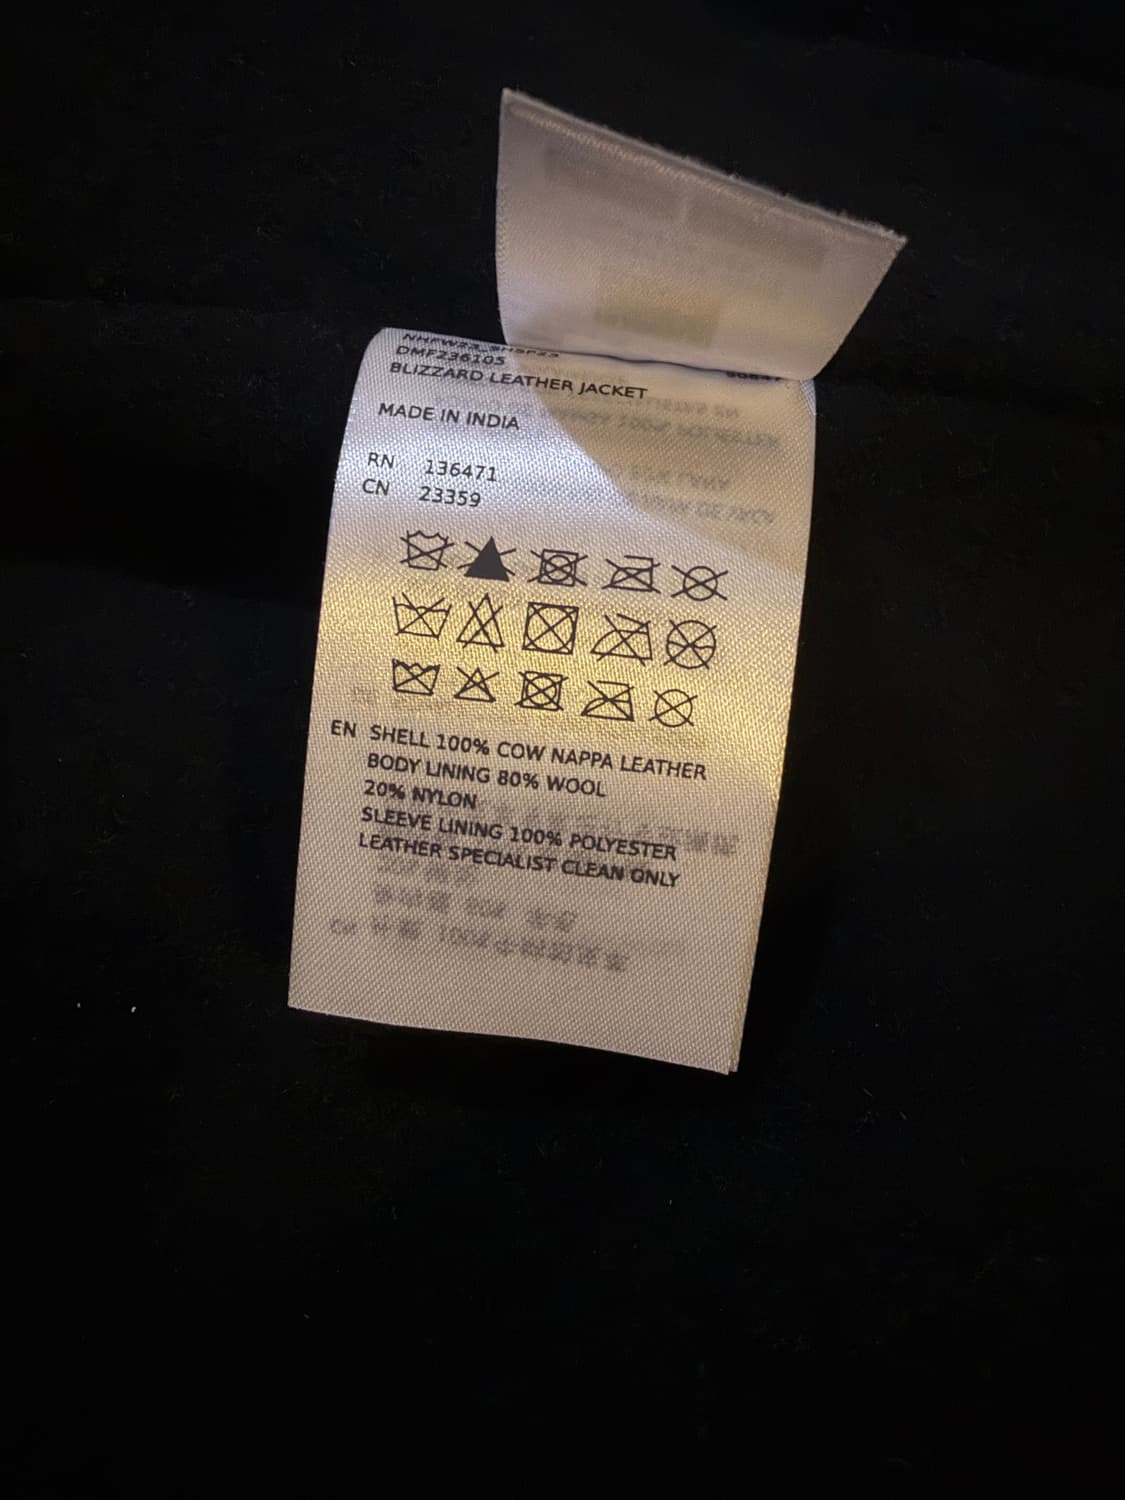 DMF236105
BLIZZARD LEATHER JACKET
MADE IN INDIA
RN 136471
CN 23359
EN SHELL 100% COW NAPPA LEATHER
BODY LINING 80% WOOL
20% NYLON
SLEEVE LINING 100% POLYESTER
LEATHER SPECIALIST CLEAN ONLY